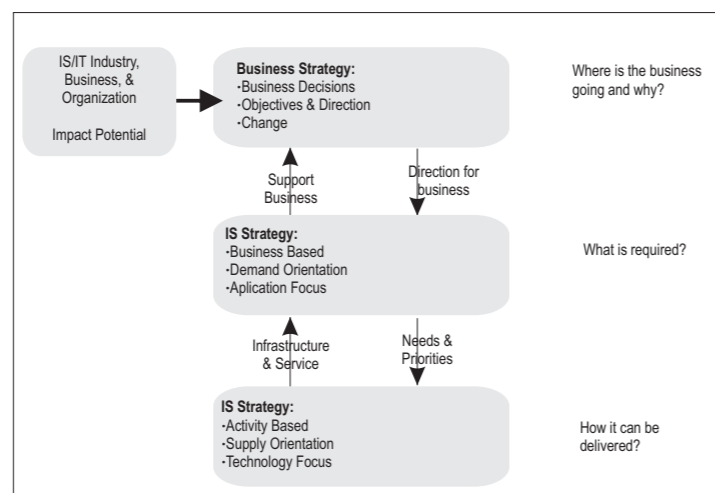 IS/IT Industry,
Business, &
Organization
Impact Potential
Business Strategy:
·Business Decisions
·Objectives & Direction
·Change
Where is the business
going and why?
Support
Business
Direction for
business
IS Strategy:
·Business Based
·Demand Orientation
·Aplication Focus
What is required?
Infrastructure
& Service
Needs &
Priorities
IS Strategy:
·Activity Based
·Supply Orientation
·Technology Focus
How it can be
delivered?